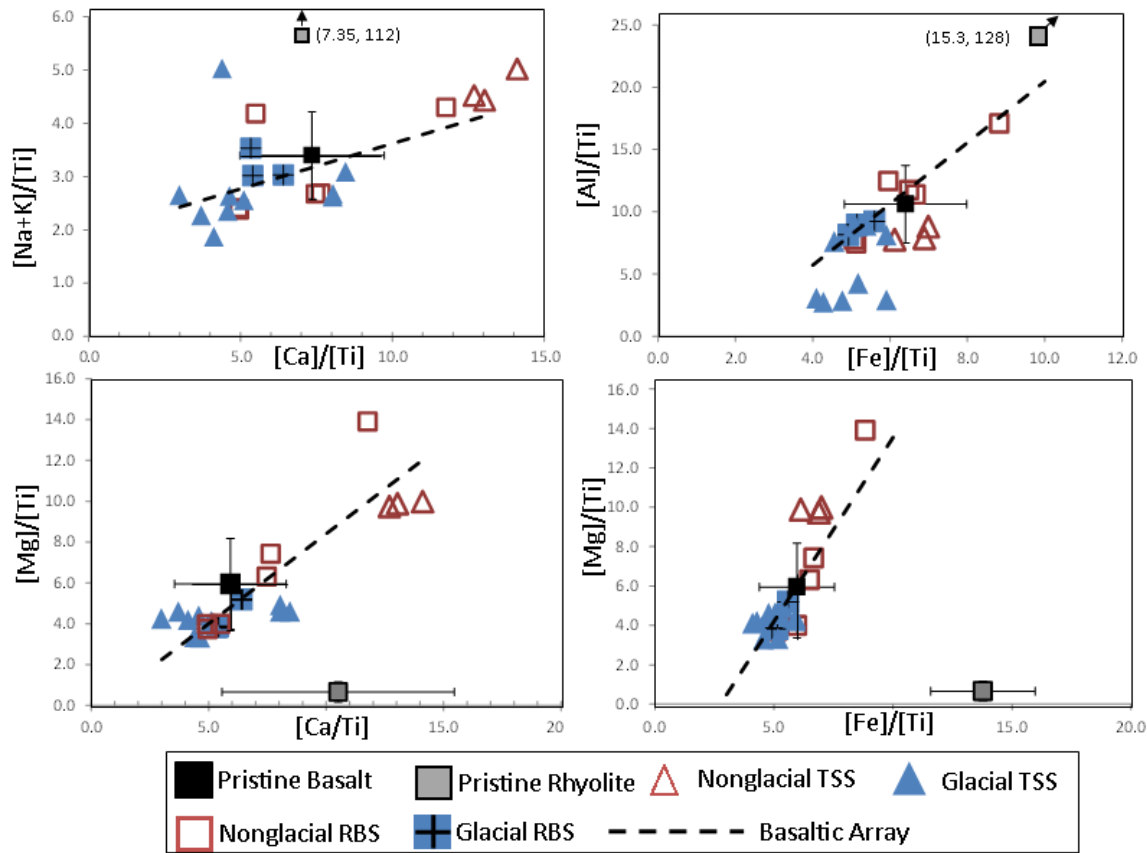 [Na+K]/[Ti]
6.0
5.0
4.0
3.0
2.0
1.0
0.0
(7.35, 112)
0.0 5.0 10.0 15.0
[Ca]/[Ti]
[Al]/[Ti]
25.0
20.0
15.0
10.0
5.0
0.0
(15.3, 128)
0.0 2.0 4.0 6.0 8.0 10.0 12.0
[Fe]/[Ti]
[Mg]/[Ti]
16.0
14.0
12.0
10.0
8.0
6.0
4.0
2.0
0.0
0.0 5.0 10.0 15.0 20.0
[Ca/Ti]
[Mg]/[Ti]
16.0
14.0
12.0
10.0
8.0
6.0
4.0
2.0
0.0
0.0 5.0 10.0 15.0 20.0
[Fe]/[Ti]
Pristine Basalt Pristine Rhyolite Nonglacial TSS Glacial TSS
Nonglacial RBS Glacial RBS Basaltic Array